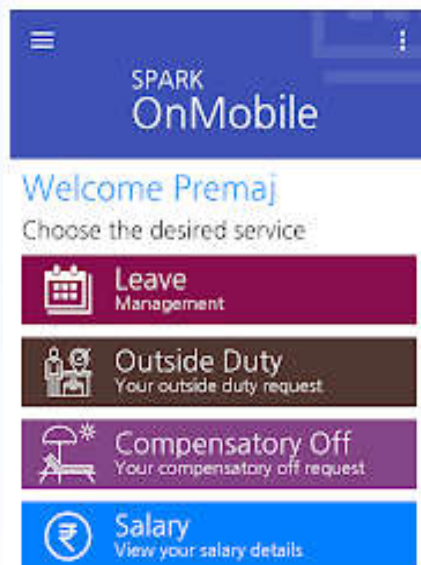 SPARK
OnMobile
Welcome Premaj
Choose the desired service
Leave
Management
Outside Duty
Your outside duty request
Compensatory Off
Your compensatory off request
Salary
View your salary details